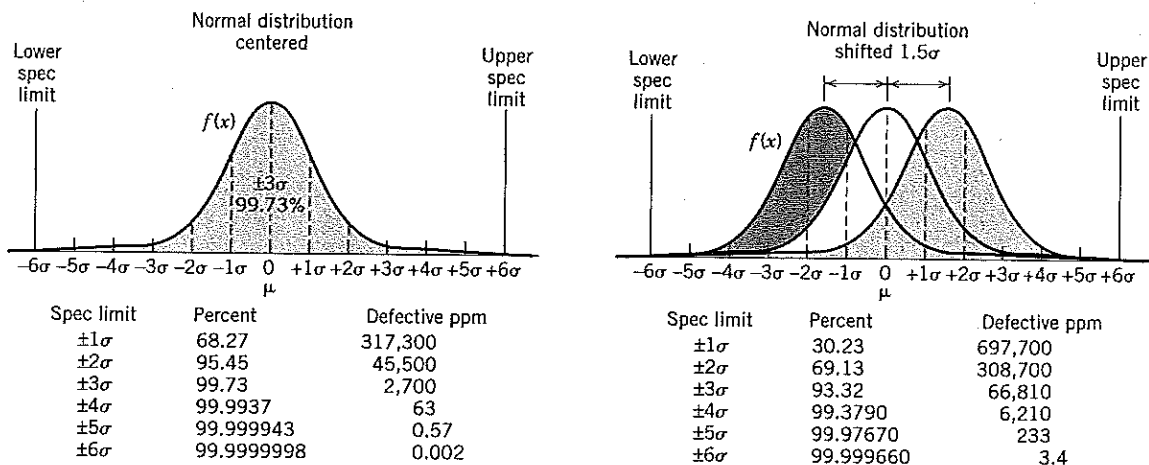 Normal distribution
centered
Lower
spec
limit
Upper
spec
limit
f(x)
±3σ
99.73%
−6σ −5σ −4σ −3σ −2σ −1σ 0 +1σ +2σ +3σ +4σ +5σ +6σ
μ
Spec limit Percent Defective ppm
±1σ 68.27 317,300
±2σ 95.45 45,500
±3σ 99.73 2,700
±4σ 99.9937 63
±5σ 99.999943 0.57
±6σ 99.9999998 0.002
Normal distribution
shifted 1.5σ
Lower
spec
limit
Upper
spec
limit
f(x)
−6σ −5σ −4σ −3σ −2σ −1σ 0 +1σ +2σ +3σ +4σ +5σ +6σ
μ
Spec limit Percent Defective ppm
±1σ 30.23 697,700
±2σ 69.13 308,700
±3σ 93.32 66,810
±4σ 99.3790 6,210
±5σ 99.97670 233
±6σ 99.999660 3.4